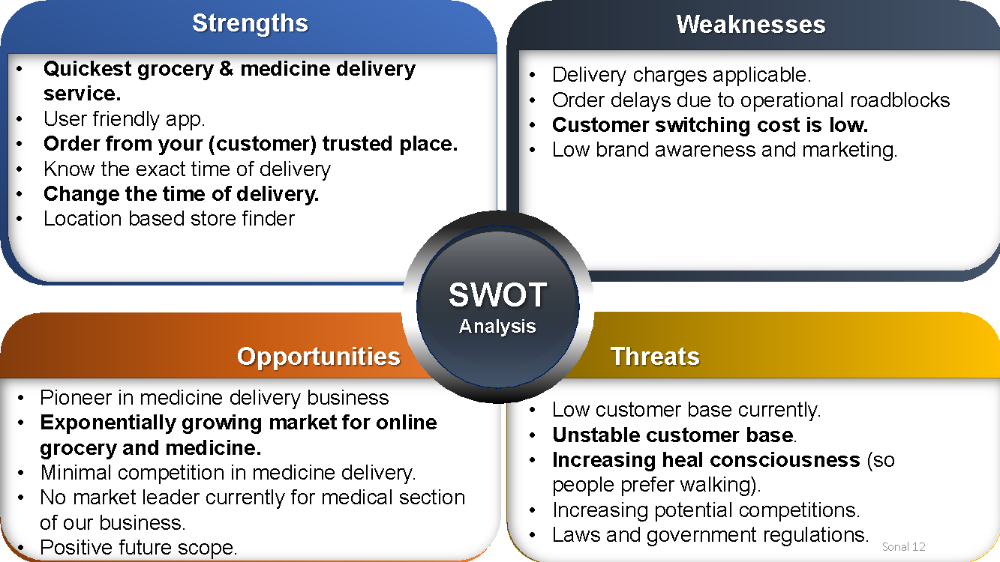 Strengths
• Quickest grocery & medicine delivery
service.
• User friendly app.
• Order from your (customer) trusted place.
• Know the exact time of delivery
• Change the time of delivery.
• Location based store finder
Weaknesses
• Delivery charges applicable.
• Order delays due to operational roadblocks
• Customer switching cost is low.
• Low brand awareness and marketing.
SWOT
Analysis
Opportunities
• Pioneer in medicine delivery business
• Exponentially growing market for online
grocery and medicine.
• Minimal competition in medicine delivery.
• No market leader currently for medical section
of our business.
• Positive future scope.
Threats
• Low customer base currently.
• Unstable customer base.
• Increasing heal consciousness (so
people prefer walking).
• Increasing potential competitions.
• Laws and government regulations.
Sonal 12